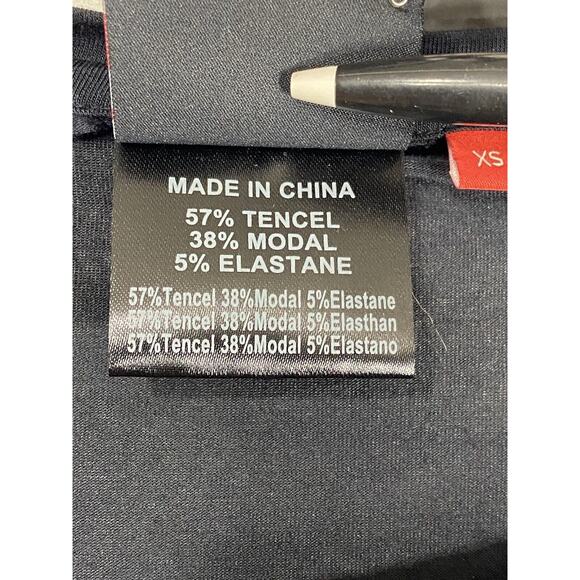 XS
MADE IN CHINA
57% TENCEL
38% MODAL
5% ELASTANE
57%Tencel 38%Modal 5%Elastane
57%Tencel 38%Modal 5%Elasthan
57%Tencel 38%Modal 5%Elastano